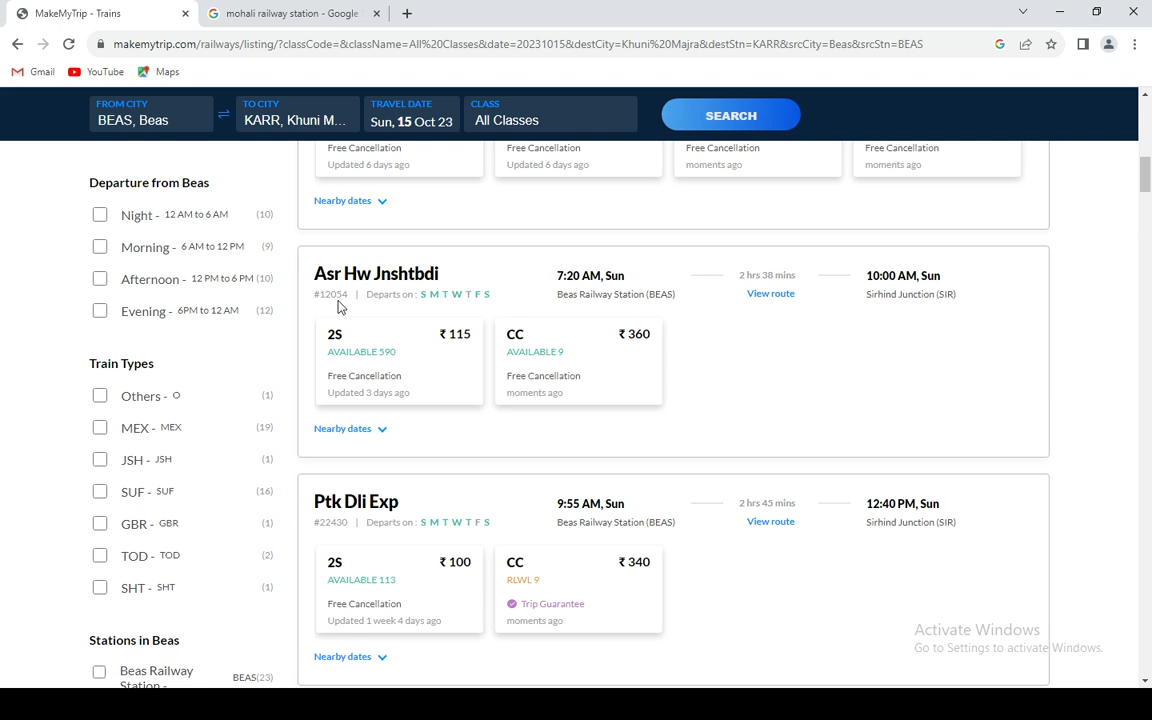 MakeMyTrip - Trains
mohali railway station - Google
makemytrip.com/railways/listing/?classCode=&className=All%20Classes&date=20231015&destCity=Khuni%20Majra&destStn=KARR&srcCity=Beas&srcStn=BEAS
Gmail YouTube Maps
FROM CITY TO CITY TRAVEL DATE CLASS
BEAS, Beas KARR, Khuni M... Sun, 15 Oct 23 All Classes SEARCH
Free Cancellation Free Cancellation Free Cancellation Free Cancellation
Updated 6 days ago Updated 6 days ago moments ago moments ago
Nearby dates
Departure from Beas
Night - 12 AM to 6 AM (10)
Morning - 6 AM to 12 PM (9)
Afternoon - 12 PM to 6 PM (10)
Evening - 6PM to 12 AM (12)
Train Types
Others - O (1)
MEX - MEX (19)
JSH - JSH (1)
SUF - SUF (16)
GBR - GBR (1)
TOD - TOD (2)
SHT - SHT (1)
Stations in Beas
Beas Railway BEAS(23)
Station -
Asr Hw Jnshtbdi 7:20 AM, Sun 2 hrs 38 mins 10:00 AM, Sun
#12054 | Departs on : S M T W T F S Beas Railway Station (BEAS) View route Sirhind Junction (SIR)
2S ₹ 115 CC ₹ 360
AVAILABLE 590 AVAILABLE 9
Free Cancellation Free Cancellation
Updated 3 days ago moments ago
Nearby dates
Ptk Dli Exp 9:55 AM, Sun 2 hrs 45 mins 12:40 PM, Sun
#22430 | Departs on : S M T W T F S Beas Railway Station (BEAS) View route Sirhind Junction (SIR)
2S ₹ 100 CC ₹ 340
AVAILABLE 113 RLWL 9
Free Cancellation Trip Guarantee
Updated 1 week 4 days ago moments ago
Nearby dates
Activate Windows
Go to Settings to activate Windows.